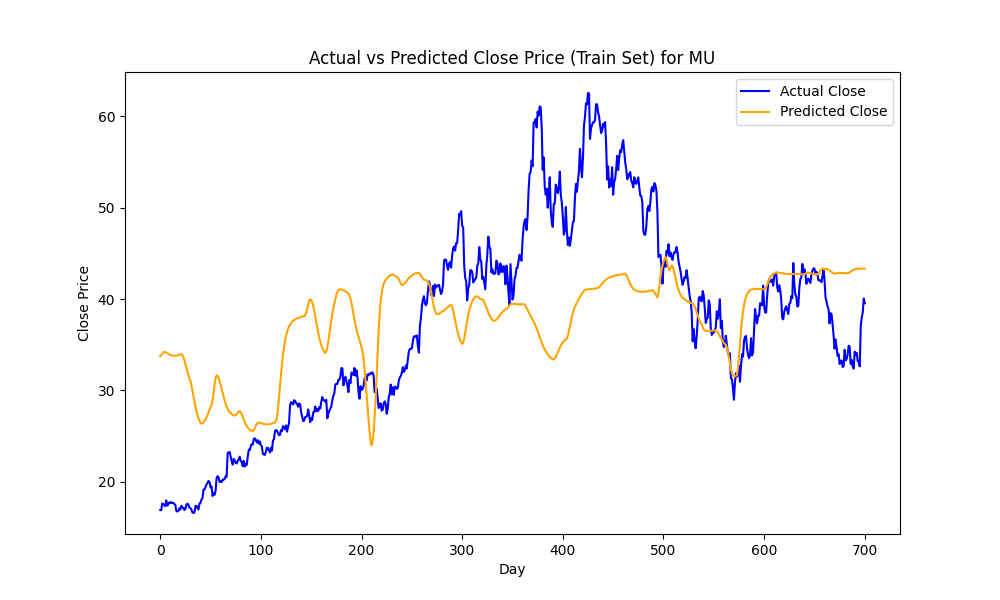 Actual vs Predicted Close Price (Train Set) for MU
Actual Close
Predicted Close
Close Price
60
50
40
30
20
0 100 200 300 400 500 600 700
Day